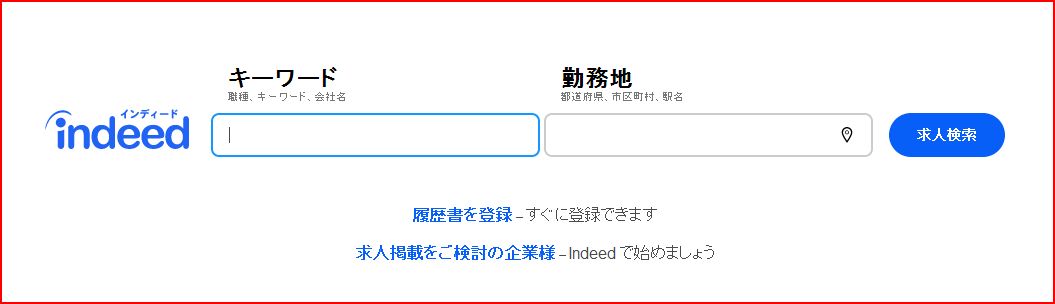 キーワード
職種、キーワード、会社名
勤務地
都道府県、市区町村、駅名
インディード
indeed
求人検索
履歴書を登録 – すぐに登録できます
求人掲載をご検討の企業様 – Indeed で始めましょう